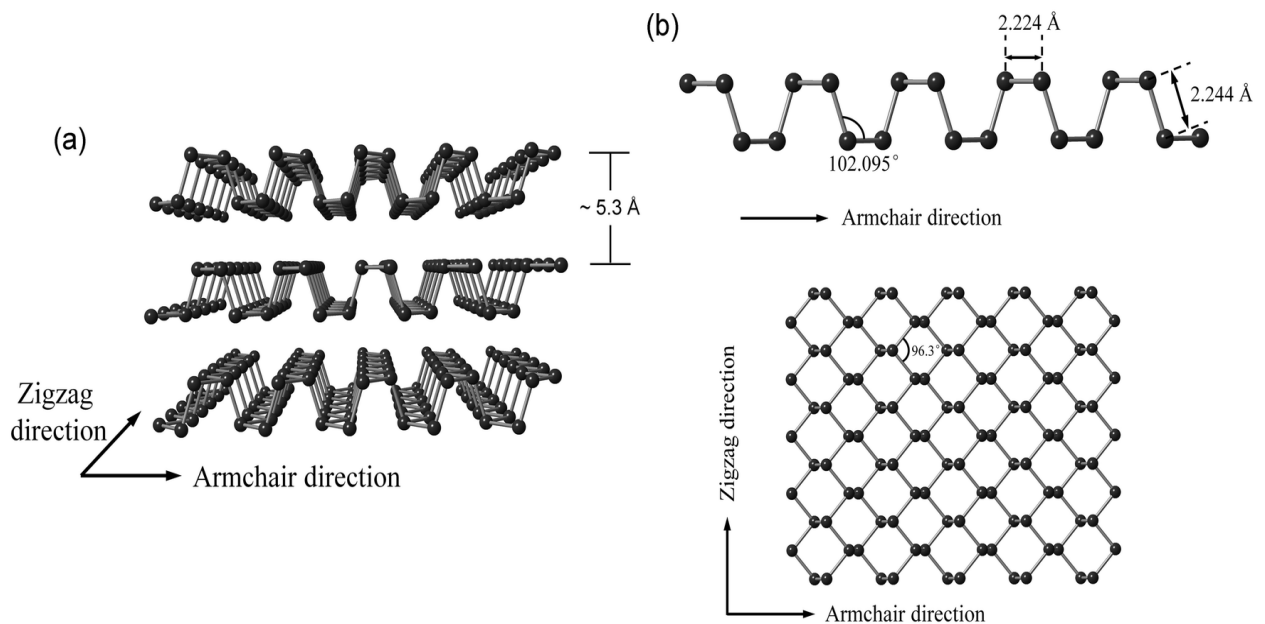 (a)
~ 5.3 Å
Zigzag
direction
Armchair direction
(b)
2.224 Å
2.244 Å
102.095°
Armchair direction
96.3°
Zigzag direction
Armchair direction